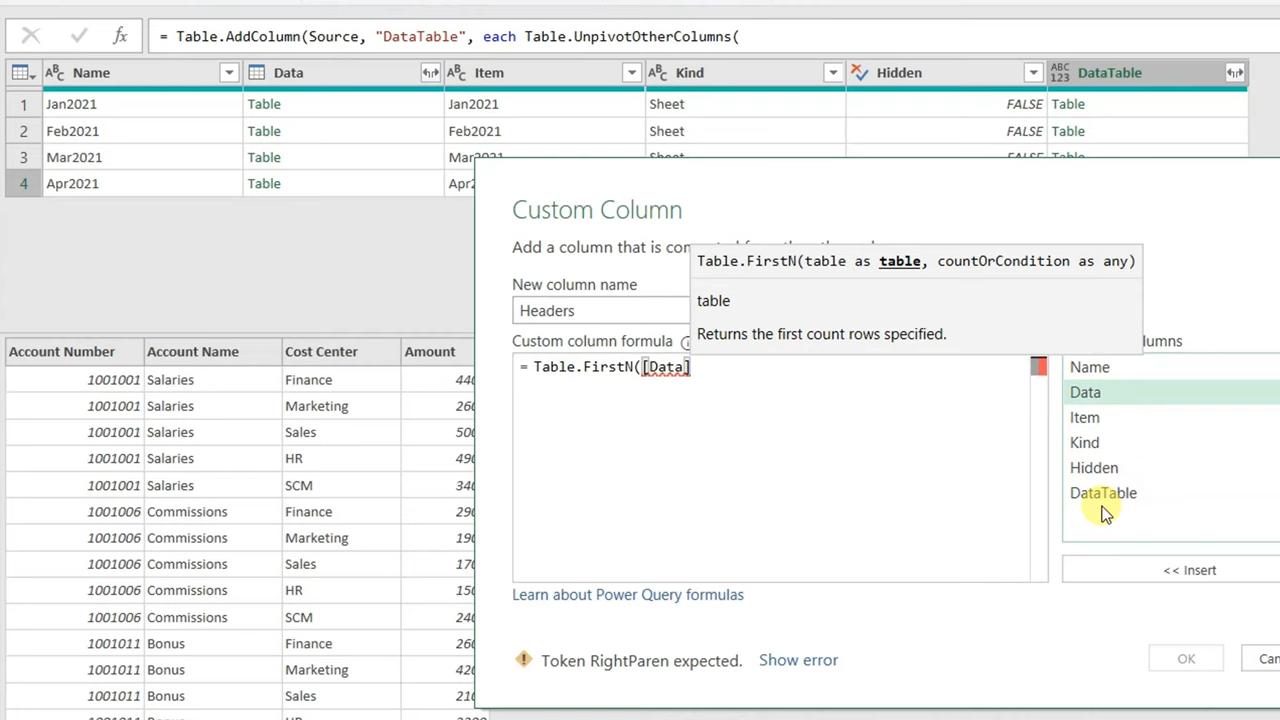 = Table.AddColumn(Source, "DataTable", each Table.UnpivotOtherColumns(
Name Data Item Kind Hidden ABC 123 DataTable
1 Jan2021 Table Jan2021 Sheet FALSE Table
2 Feb2021 Table Feb2021 Sheet FALSE Table
3 Mar2021 Table Mar2021 Sheet FALSE Table
4 Apr2021 Table
Custom Column
Add a column that is
New column name
Headers
Table.FirstN(table as table, countOrCondition as any)
table
Returns the first count rows specified.
Custom column formula
= Table.FirstN([Data]
Name
Data
Item
Kind
Hidden
DataTable
<< Insert
Learn about Power Query formulas
Token RightParen expected. Show error
OK
Account Number Account Name Cost Center Amount
1001001 Salaries Finance
1001001 Salaries Marketing
1001001 Salaries Sales
1001001 Salaries HR
1001001 Salaries SCM
1001006 Commissions Finance
1001006 Commissions Marketing
1001006 Commissions Sales
1001006 Commissions HR
1001006 Commissions SCM
1001011 Bonus Finance
1001011 Bonus Marketing
1001011 Bonus Sales